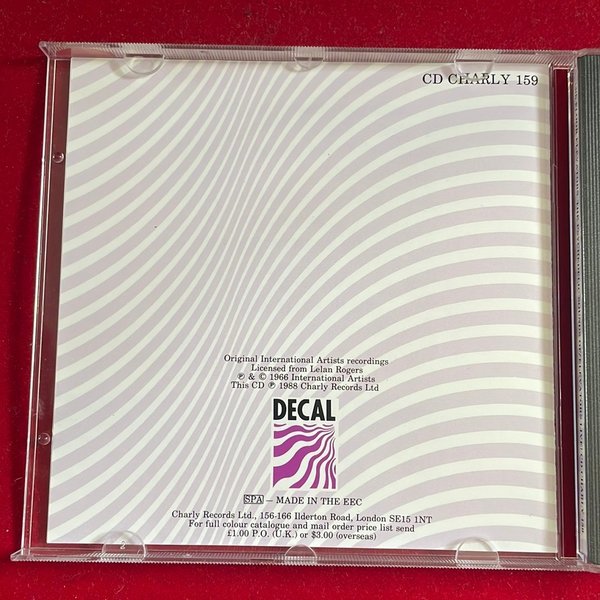 CD CHARLY 159
Original International Artists recordings
Licensed from Lelan Rogers
℗ & © 1966 International Artists
This CD ℗ 1988 Charly Records Ltd
DECAL
SPA – MADE IN THE EEC
Charly Records Ltd., 156-166 Ilderton Road, London SE15 1NT
For full colour catalogue and mail order price list send
£1.00 P.O. (U.K.) or $3.00 (overseas)
2